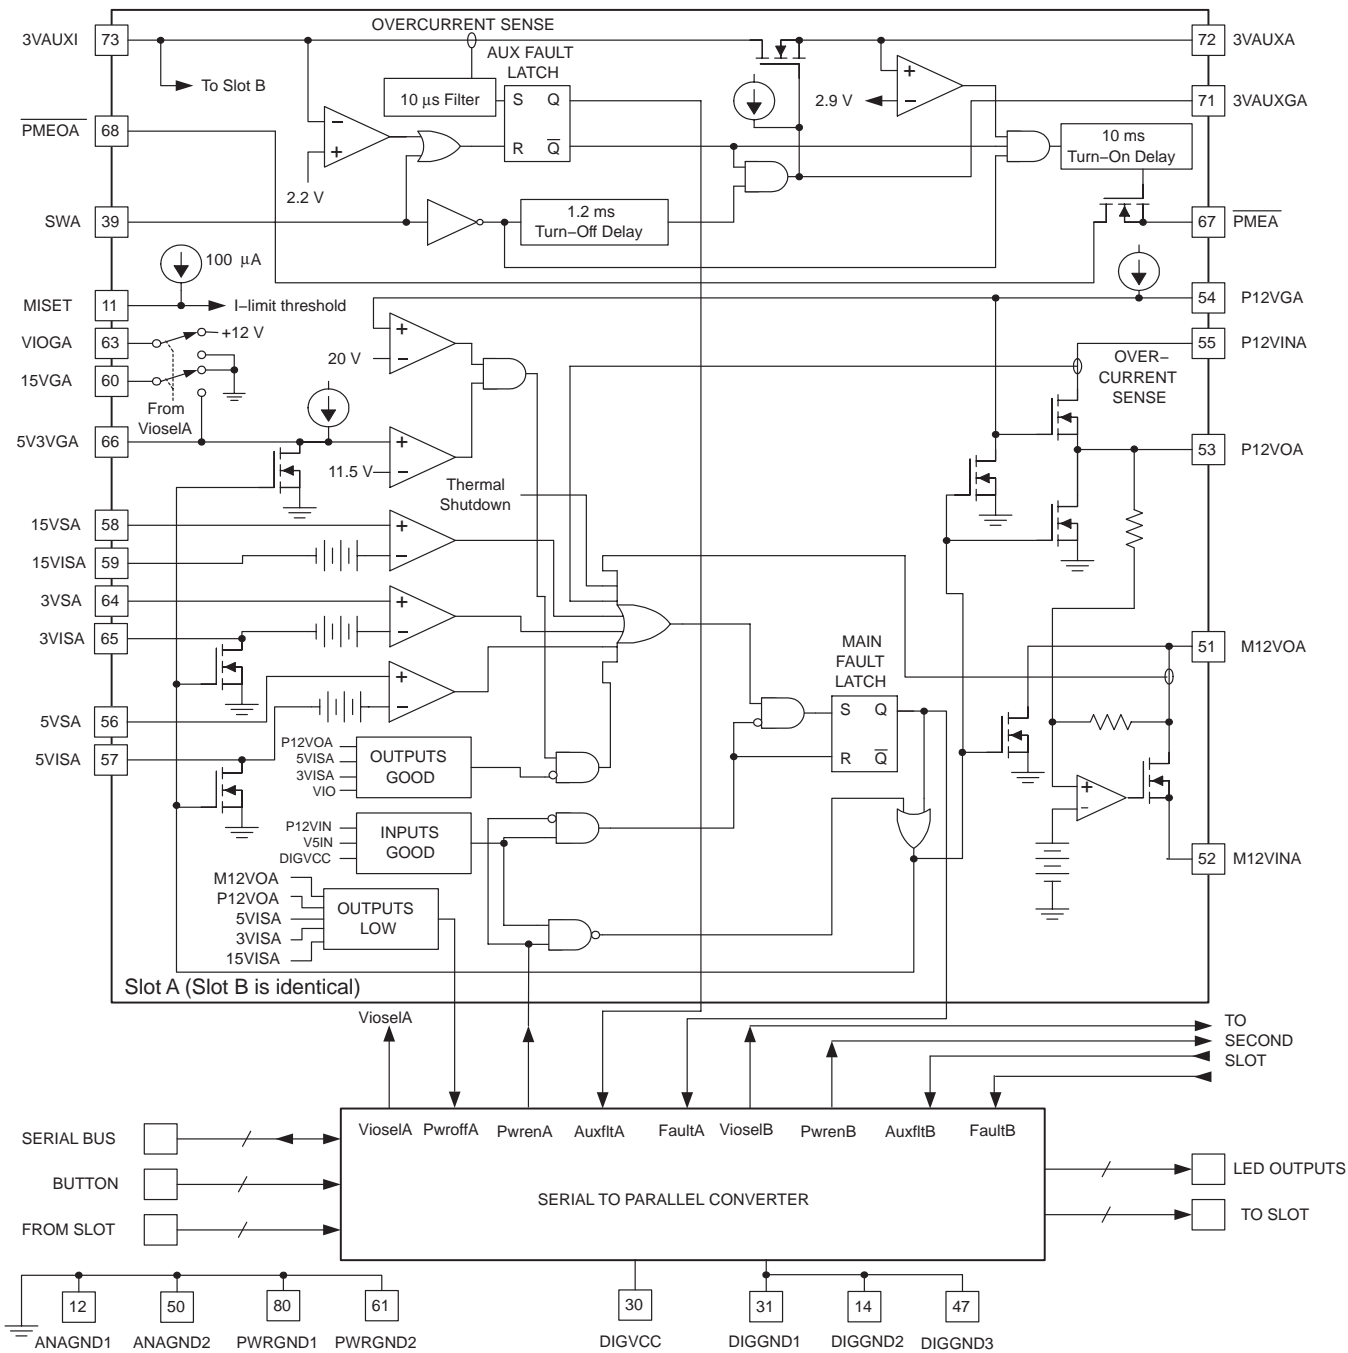 OVERCURRENT SENSE
3VAUXI 73
72 3VAUXA
AUX FAULT
LATCH
To Slot B
10 μs Filter
S Q
R Q
2.9 V
+
−
71 3VAUXGA
PMEOA 68
−
+
2.2 V
10 ms
Turn−On Delay
SWA 39
1.2 ms
Turn−Off Delay
67 PMEA
100 μA
MISET 11
I−limit threshold
54 P12VGA
VIOGA 63
+12 V
+
−
20 V
55 P12VINA
OVER−
CURRENT
SENSE
15VGA 60
From
VioselA
5V3VGA 66
+
−
11.5 V
53 P12VOA
Thermal
Shutdown
15VSA 58
15VISA 59
+
−
3VSA 64
3VISA 65
+
−
MAIN
FAULT
LATCH
51 M12VOA
5VSA 56
+
−
S Q
R Q
5VISA 57
P12VOA
5VISA
3VISA
VIO
OUTPUTS
GOOD
+
−
P12VIN
V5IN
DIGVCC
INPUTS
GOOD
52 M12VINA
M12VOA
P12VOA
5VISA
3VISA
15VISA
OUTPUTS
LOW
Slot A (Slot B is identical)
VioselA
TO
SECOND
SLOT
VioselA PwroffA PwrenA AuxfltA FaultA VioselB PwrenB AuxfltB FaultB
SERIAL BUS
BUTTON
FROM SLOT
SERIAL TO PARALLEL CONVERTER
LED OUTPUTS
TO SLOT
12 50 80 61 30 31 14 47
ANAGND1 ANAGND2 PWRGND1 PWRGND2 DIGVCC DIGGND1 DIGGND2 DIGGND3